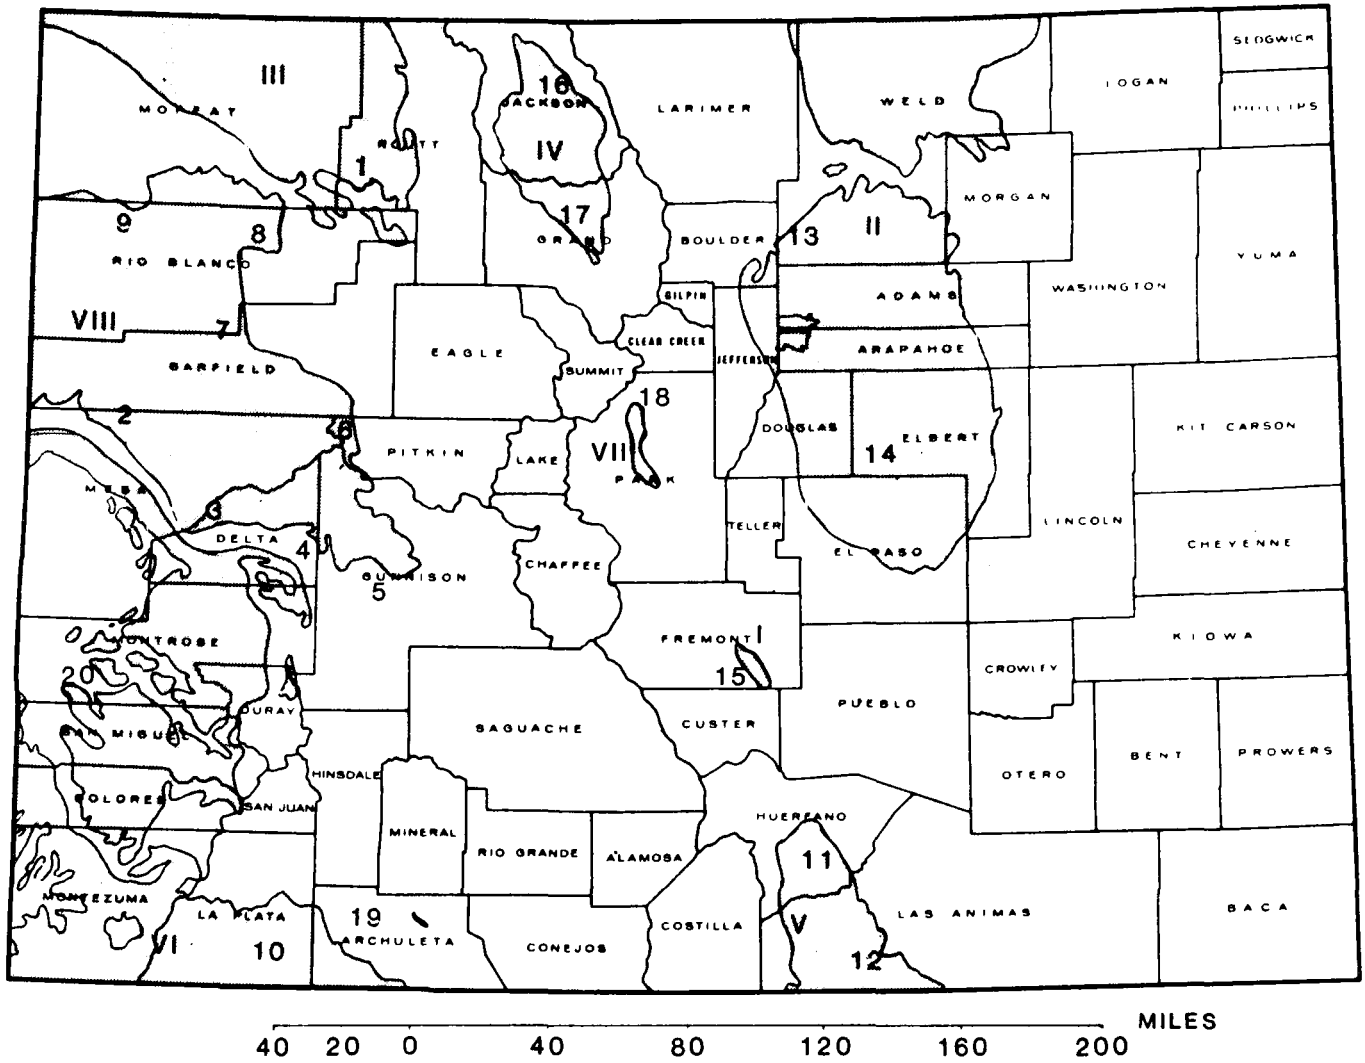 SEDGWICK
III
LOGAN
16
MOFFAT
JACKSON
LARIMER
WELD
PHILLIPS
ROUTT
IV
1
MORGAN
17
9
8
GRAND
BOULDER
13
II
YUMA
RIO BLANCO
GILPIN
ADAMS
WASHINGTON
VIII
7
CLEAR CREEK
EAGLE
JEFFERSON
ARAPAHOE
GARFIELD
SUMMIT
18
2
6
DOUGLAS
ELBERT
KIT CARSON
PITKIN
LAKE
VII
14
PARK
MESA
3
TELLER
LINCOLN
DELTA
4
EL PASO
CHEYENNE
CHAFFEE
GUNNISON
5
MONTROSE
FREMONT
I
KIOWA
20
15
CROWLEY
OURAY
PUEBLO
SAN MIGUEL
SAGUACHE
CUSTER
BENT
PROWERS
HINSDALE
OTERO
DOLORES
SAN JUAN
HUERFANO
MINERAL
RIO GRANDE
ALAMOSA
11
MONTEZUMA
LA PLATA
19
COSTILLA
V
LAS ANIMAS
BACA
VI
10
ARCHULETA
CONEJOS
12
MILES
40 20 0 40 80 120 160 200